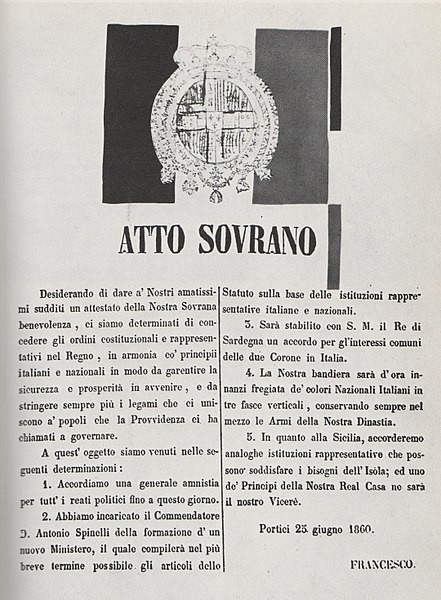 ATTO SOVRANO
Desiderando di dare a' Nostri amatissi-
mi sudditi un attestato della Nostra Sovrana
benevolenza , ci siamo determinati di con-
cedere gli ordini costituzionali e rappresen-
tativi nel Regno , in armonia co' principii
italiani e nazionali in modo da garentire la
sicurezza e prosperità in avvenire , e da
stringere sempre più i legami che ci uni-
scono a' popoli che la Provvidenza ci ha
chiamati a governare.
A quest' oggetto siamo venuti nelle se-
guenti determinazioni :
1. Accordiamo una generale amnistia
per tutt' i reati politici fino a questo giorno.
2. Abbiamo incaricato il Commendatore
D. Antonio Spinelli della formazione d' un
nuovo Ministero, il quale compilerà nel più
breve termine possibile gli articoli dello
Statuto sulla base delle istituzioni rappre-
sentative italiane e nazionali.
3. Sarà stabilito con S. M. il Re di
Sardegna un accordo per gl'interessi comuni
delle due Corone in Italia.
4. La Nostra bandiera sarà d' ora in-
nanzi fregiata de' colori Nazionali Italiani in
tre fasce verticali , conservando sempre nel
mezzo le Armi della Nostra Dinastia.
5. In quanto alla Sicilia, accorderemo
analoghe istituzioni rappresentative che pos-
sono soddisfare i bisogni dell' Isola; ed uno
de' Principi della Nostra Real Casa ne sarà
il nostro Vicerè.
Portici 25 giugno 1860.
FRANCESCO.